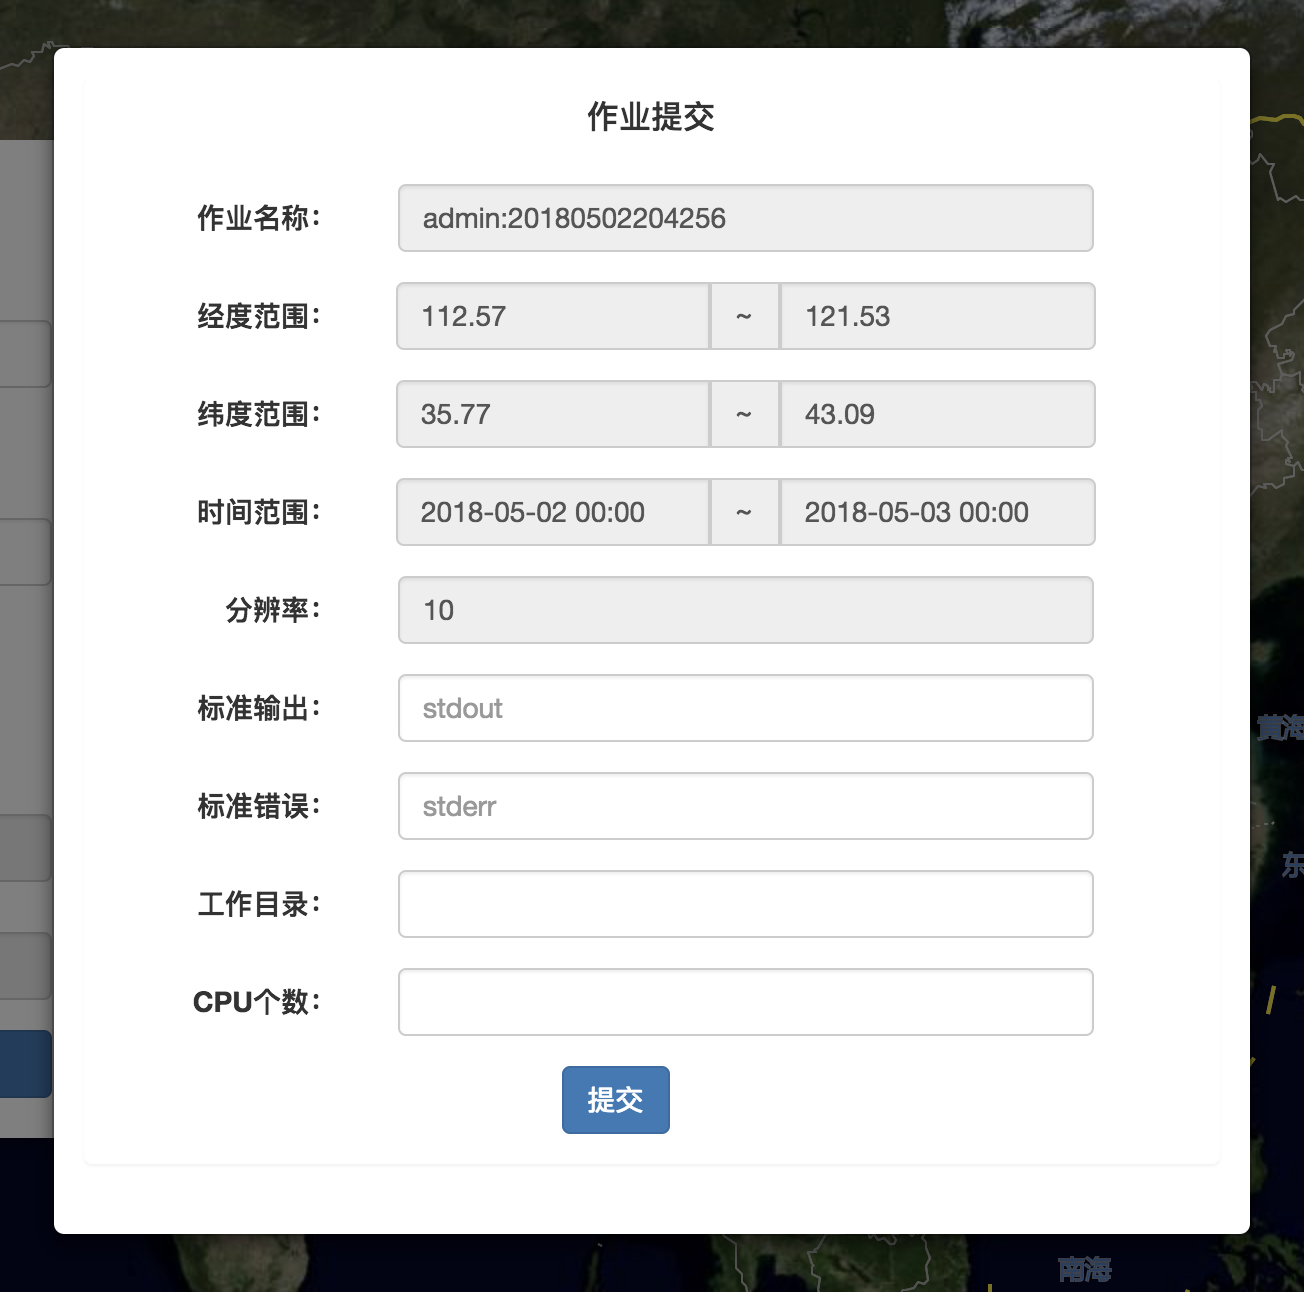 作业提交
作业名称： admin:20180502204256
经度范围： 112.57 ~ 121.53
纬度范围： 35.77 ~ 43.09
时间范围： 2018-05-02 00:00 ~ 2018-05-03 00:00
分辨率： 10
标准输出： stdout
黄海
标准错误： stderr
东
工作目录：
CPU个数：
提交
南海